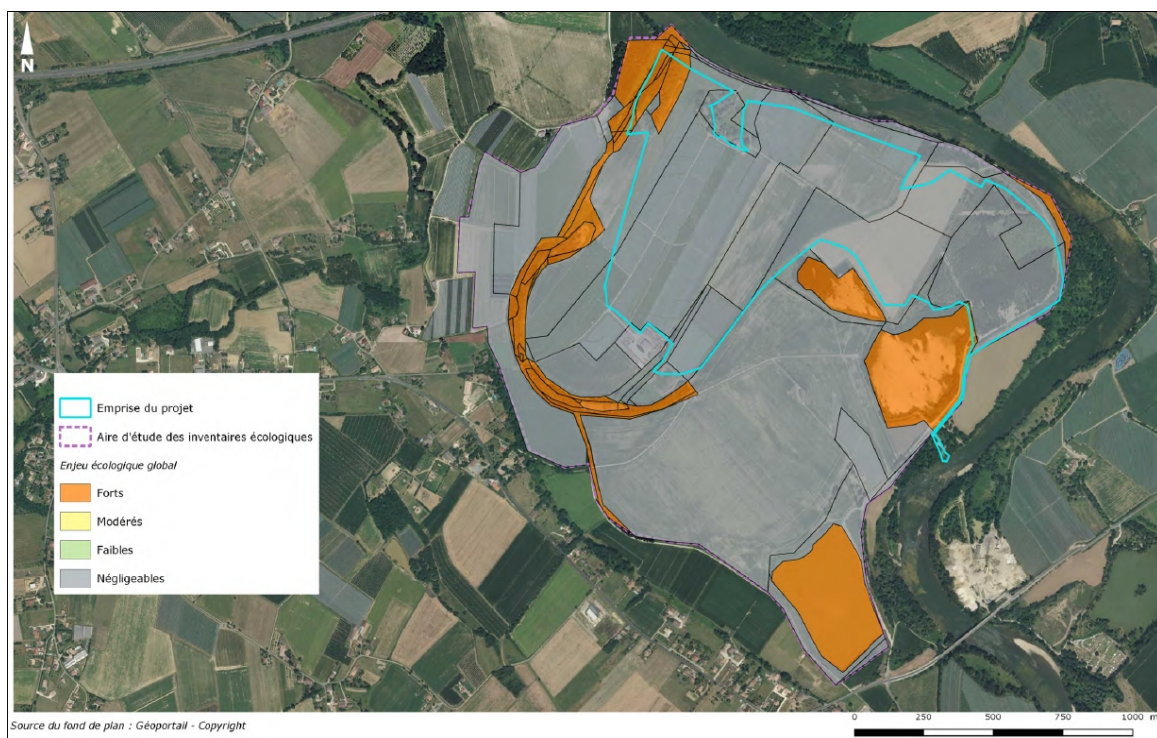 N
Emprise du projet
Aire d'étude des inventaires écologiques
Enjeu écologique global
Forts
Modérés
Faibles
Négligeables
Source du fond de plan : Géoportail - Copyright
0 250 500 750 1000 m